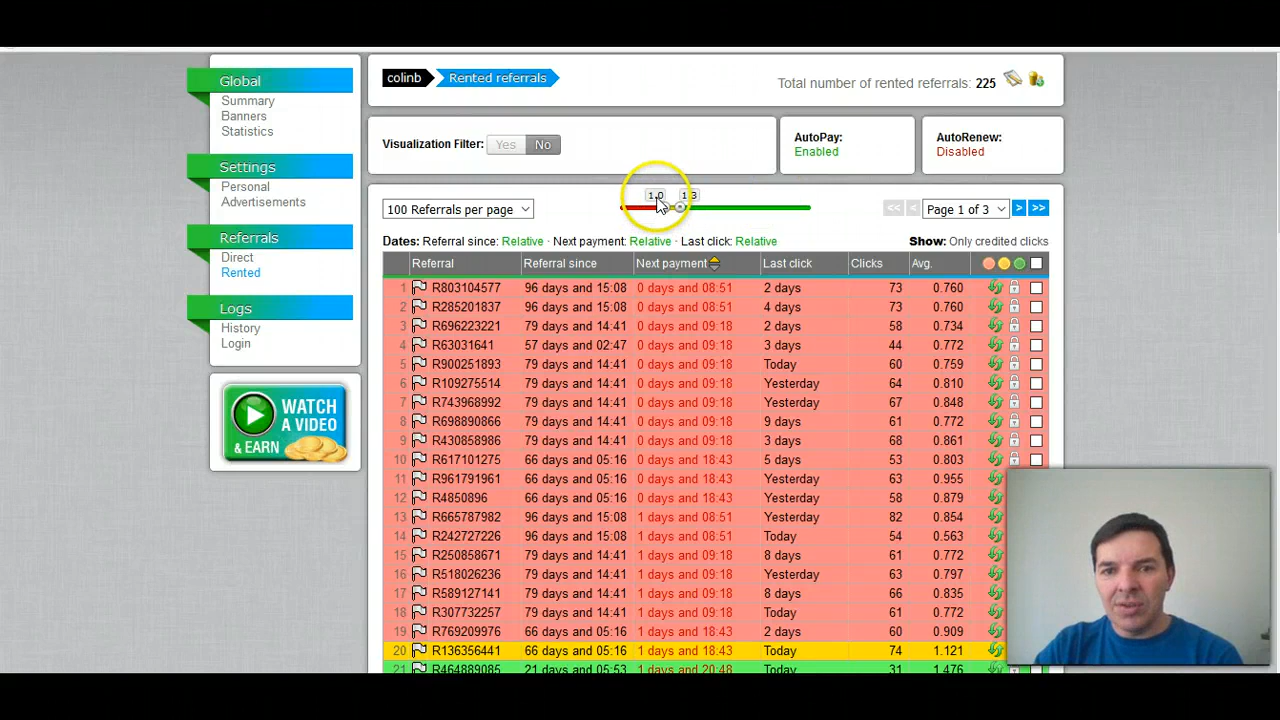 Global
Summary
Banners
Statistics
Settings
Personal
Advertisements
Referrals
Direct
Rented
Logs
History
Login
WATCH
A VIDEO
& EARN
colinb Rented referrals Total number of rented referrals: 225
Visualization Filter: Yes No
AutoPay:
Enabled
AutoRenew:
Disabled
100 Referrals per page
1.0 1.3
<< < Page 1 of 3 > >>
Dates: Referral since: Relative · Next payment: Relative · Last click: Relative Show: Only credited clicks
Referral Referral since Next payment Last click Clicks Avg.
1 R803104577 96 days and 15:08 0 days and 08:51 2 days 73 0.760
2 R285201837 96 days and 15:08 0 days and 08:51 4 days 73 0.760
3 R696223221 79 days and 14:41 0 days and 09:18 2 days 58 0.734
4 R63031641 57 days and 02:47 0 days and 09:18 3 days 44 0.772
5 R900251893 79 days and 14:41 0 days and 09:18 Today 60 0.759
6 R109275514 79 days and 14:41 0 days and 09:18 Yesterday 64 0.810
7 R743968992 79 days and 14:41 0 days and 09:18 Yesterday 67 0.848
8 R698890866 79 days and 14:41 0 days and 09:18 9 days 61 0.772
9 R430858986 79 days and 14:41 0 days and 09:18 3 days 68 0.861
10 R617101275 66 days and 05:16 0 days and 18:43 5 days 53 0.803
11 R961791961 66 days and 05:16 0 days and 18:43 Yesterday 63 0.955
12 R4850896 66 days and 05:16 0 days and 18:43 Yesterday 58 0.879
13 R665787982 96 days and 15:08 1 days and 08:51 Yesterday 82 0.854
14 R242727226 96 days and 15:08 1 days and 08:51 Today 54 0.563
15 R250858671 79 days and 14:41 1 days and 09:18 8 days 61 0.772
16 R518026236 79 days and 14:41 1 days and 09:18 Yesterday 63 0.797
17 R589127141 79 days and 14:41 1 days and 09:18 8 days 66 0.835
18 R307732257 79 days and 14:41 1 days and 09:18 Today 61 0.772
19 R769209976 66 days and 05:16 1 days and 18:43 2 days 60 0.909
20 R136356441 66 days and 05:16 1 days and 18:43 Today 74 1.121
21 R464889085 21 days and 05:53 1 days and 20:48 Today 31 1.476